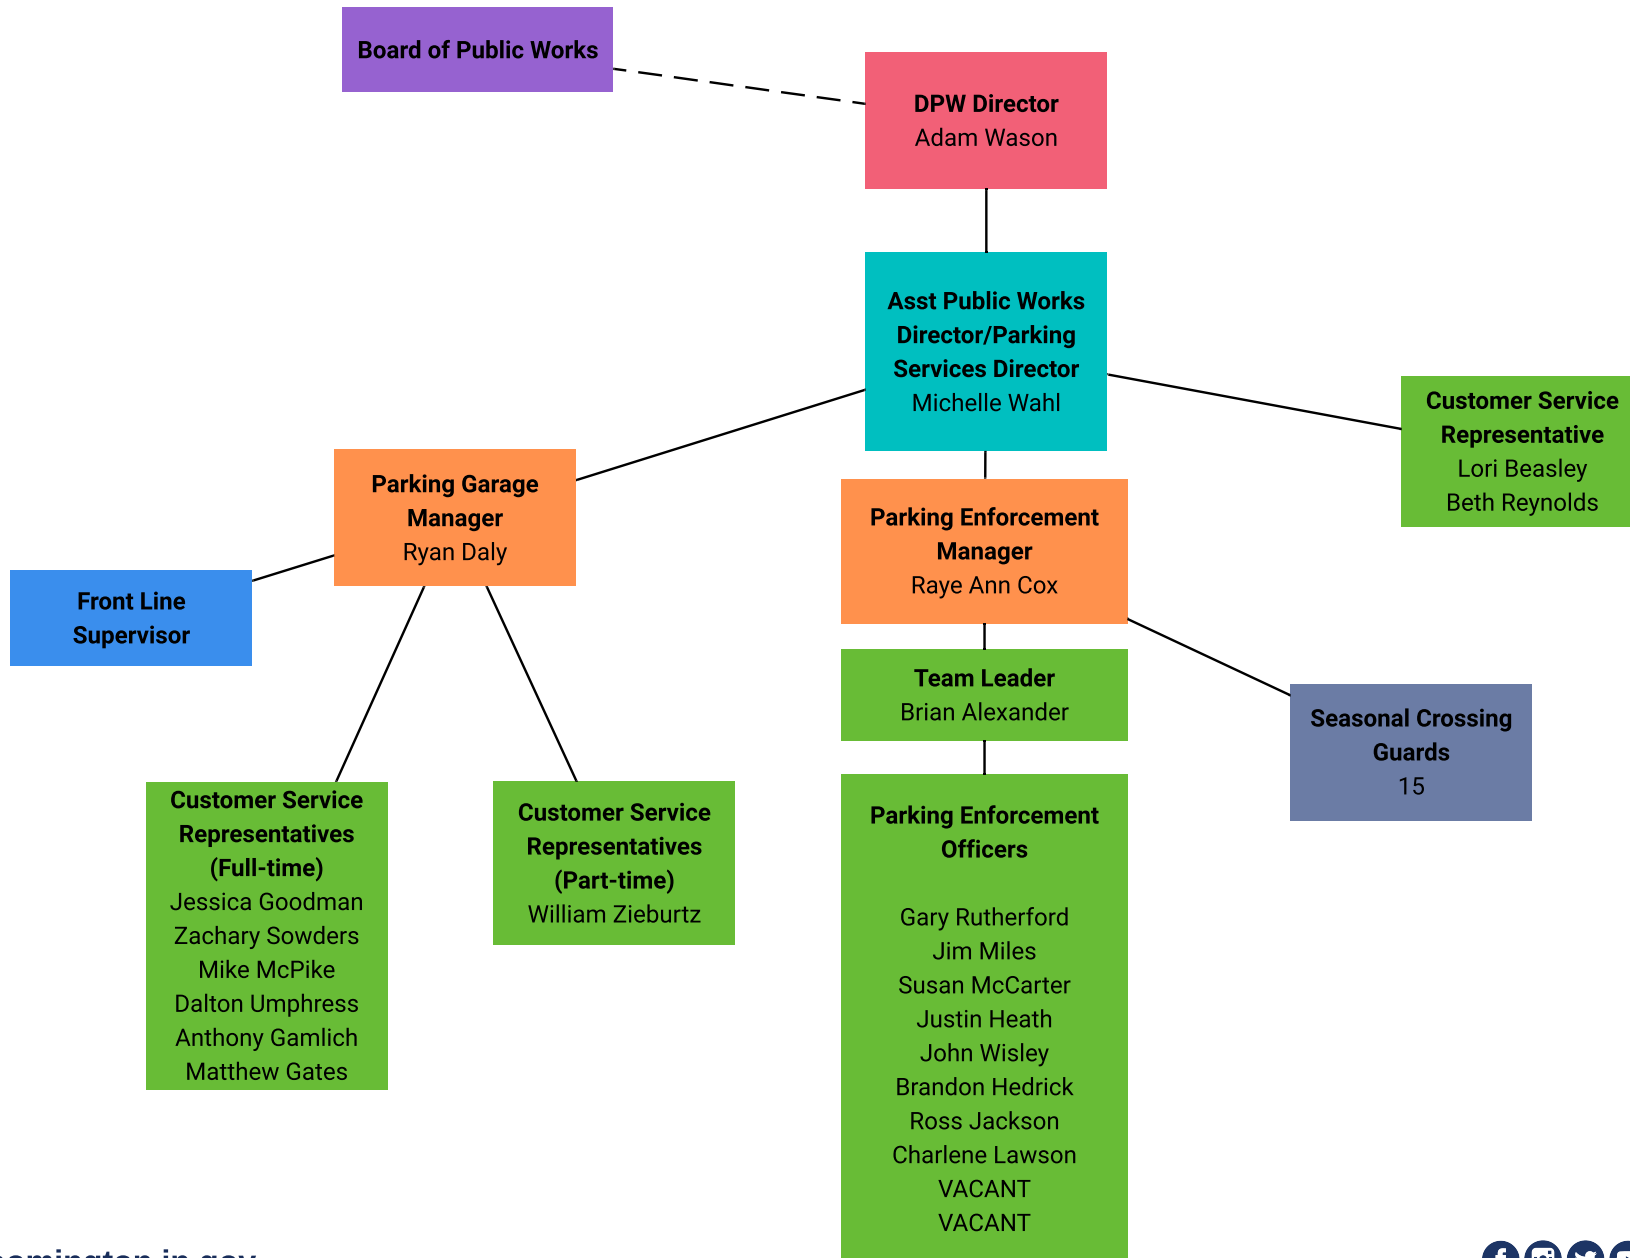 Board of Public Works
DPW Director
Adam Wason
Asst Public Works
Director/Parking
Services Director
Michelle Wahl
Customer Service
Representative
Lori Beasley
Beth Reynolds
Parking Garage
Manager
Ryan Daly
Parking Enforcement
Manager
Raye Ann Cox
Front Line
Supervisor
Team Leader
Brian Alexander
Seasonal Crossing
Guards
15
Customer Service
Representatives
(Full-time)
Jessica Goodman
Zachary Sowders
Mike McPike
Dalton Umphress
Anthony Gamlich
Matthew Gates
Customer Service
Representatives
(Part-time)
William Zieburtz
Parking Enforcement
Officers
Gary Rutherford
Jim Miles
Susan McCarter
Justin Heath
John Wisley
Brandon Hedrick
Ross Jackson
Charlene Lawson
VACANT
VACANT